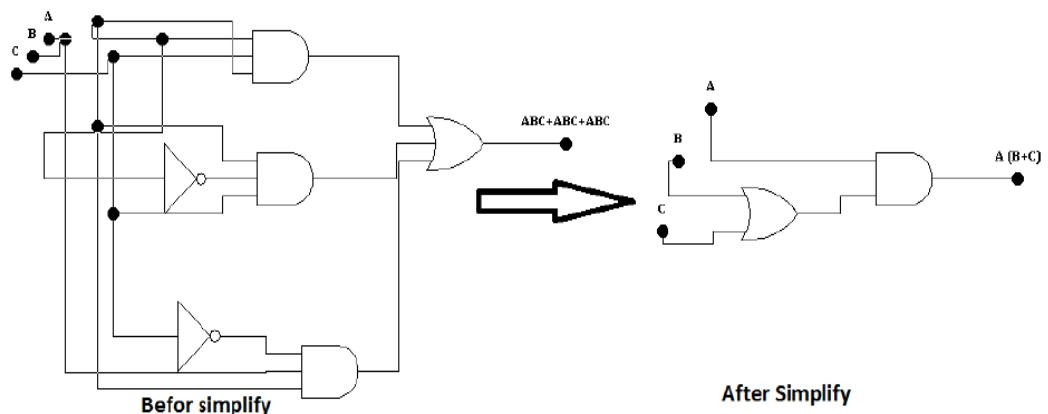 A
B
C
ABC+ABC+ABC
Befor simplify
A
B
C
A (B+C)
After Simplify